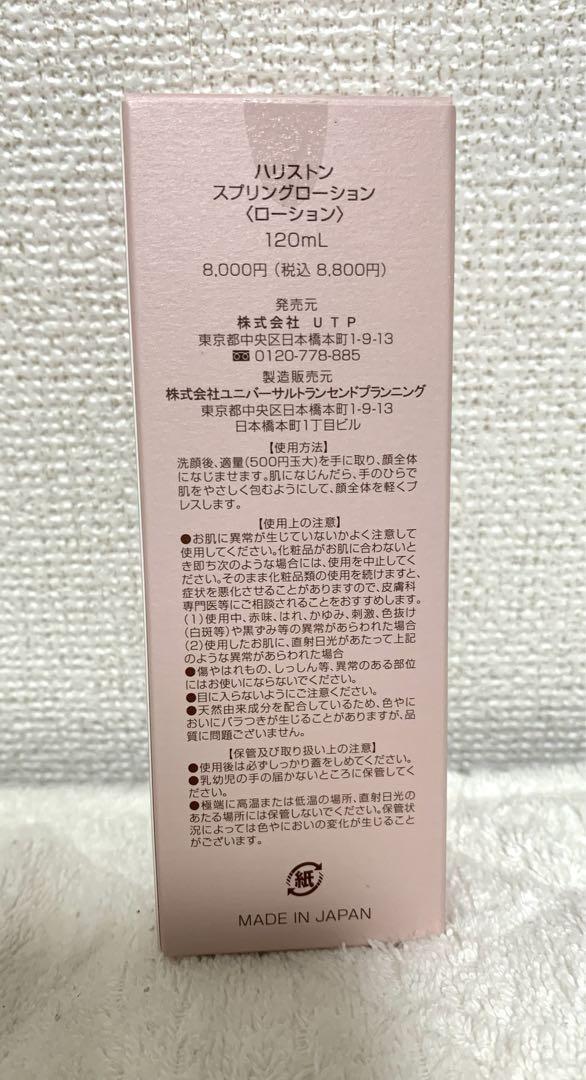 ハリストン
スプリングローション
〈ローション〉
120mL
8,000円（税込 8,800円）
発売元
株式会社 ＵＴＰ
東京都中央区日本橋本町1-9-13
0120-778-885
製造販売元
株式会社ユニバーサルトランセンドプランニング
東京都中央区日本橋本町1-9-13
日本橋本町1丁目ビル
【使用方法】
洗顔後、適量(500円玉大)を手に取り、顔全体
になじませます。肌になじんだら、手のひらで
肌をやさしく包むようにして、顔全体を軽くプ
レスします。
【使用上の注意】
●お肌に異常が生じていないかよく注意して
使用してください。化粧品がお肌に合わないと
き即ち次のような場合には、使用を中止してく
ださい。そのまま化粧品類の使用を続けますと、
症状を悪化させることがありますので、皮膚科
専門医等にご相談されることをおすすめします。
(1)使用中、赤味、はれ、かゆみ、刺激、色抜け
(白斑等)や黒ずみ等の異常があらわれた場合
(2)使用したお肌に、直射日光があたって上記
のような異常があらわれた場合
●傷やはれもの、しっしん等、異常のある部位
にはお使いにならないでください。
●目に入らないようにご注意ください。
●天然由来成分を配合しているため、色やに
おいにバラつきが生じることがありますが、品
質に問題ございません。
【保管及び取り扱い上の注意】
●使用後は必ずしっかり蓋をしめてください。
●乳幼児の手の届かないところに保管してく
ださい。
●極端に高温または低温の場所、直射日光の
あたる場所には保管しないでください。保管状
況によっては色やにおいの変化が生じること
がございます。
紙
MADE IN JAPAN